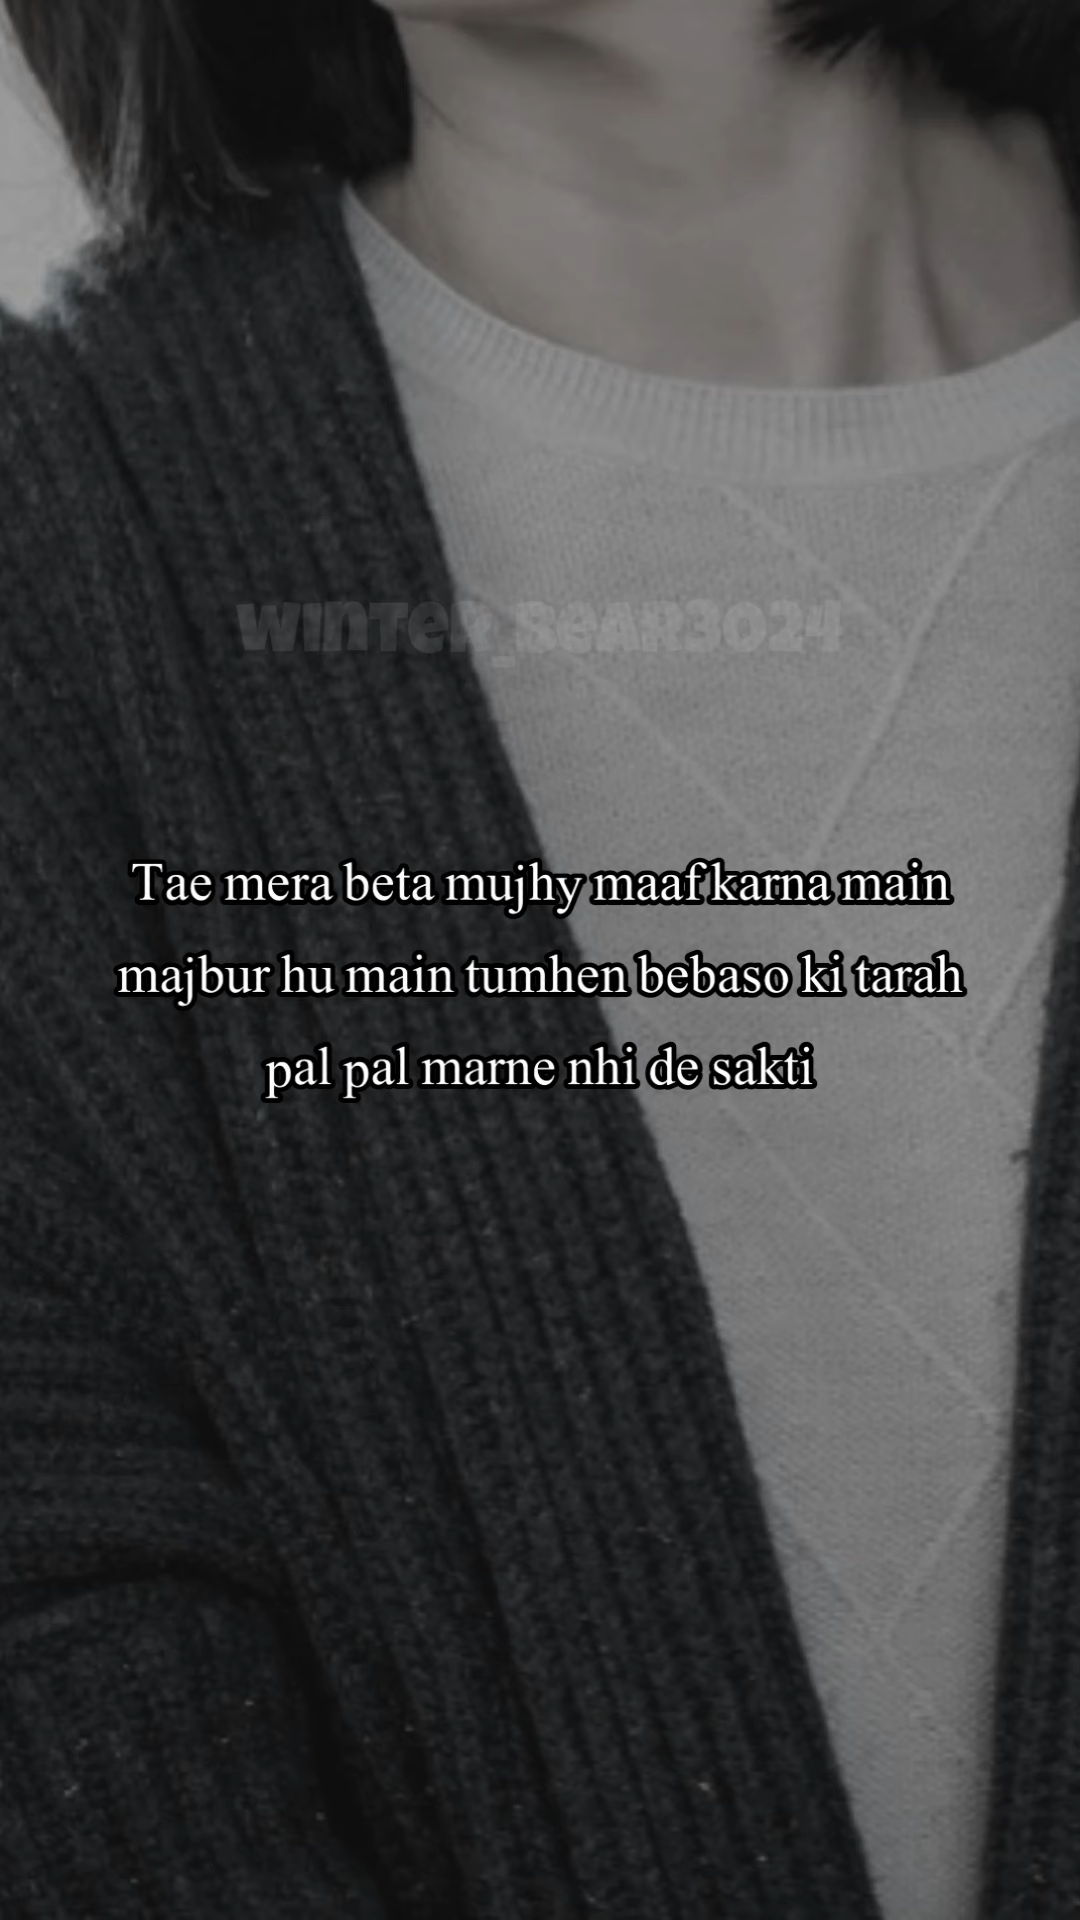 WINTER_BEAR3024
Tae mera beta mujhy maaf karna main
majbur hu main tumhen bebaso ki tarah
pal pal marne nhi de sakti